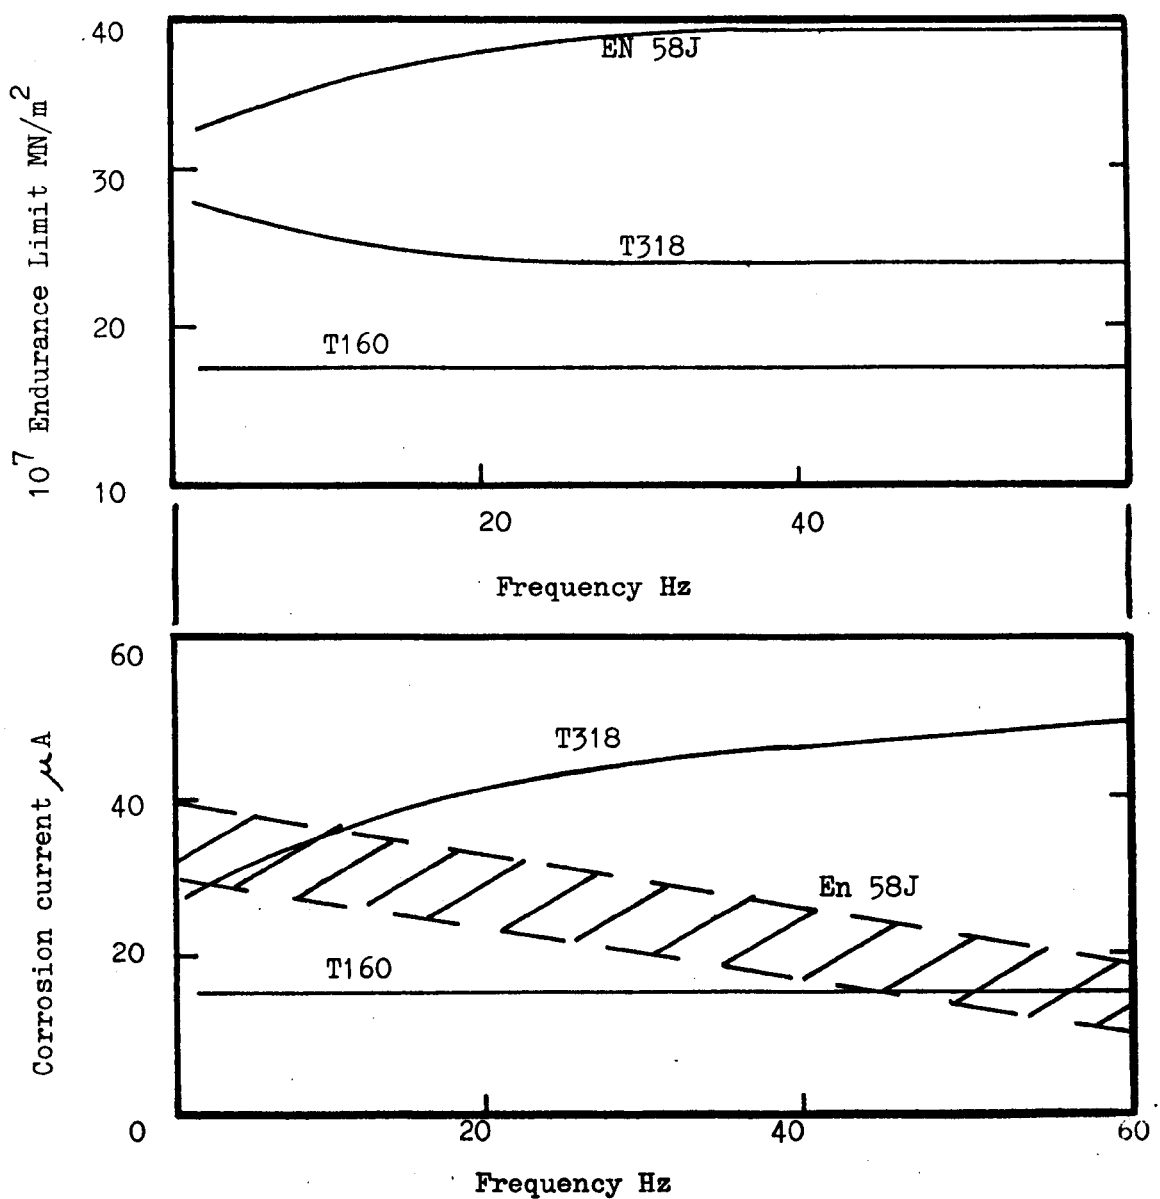 40
EN 58J
30
T318
20
T160
10
10⁷ Endurance Limit MN/m²
20 40
Frequency Hz
60
T318
40
En 58J
20
T160
Corrosion current μA
0 20 40 60
Frequency Hz